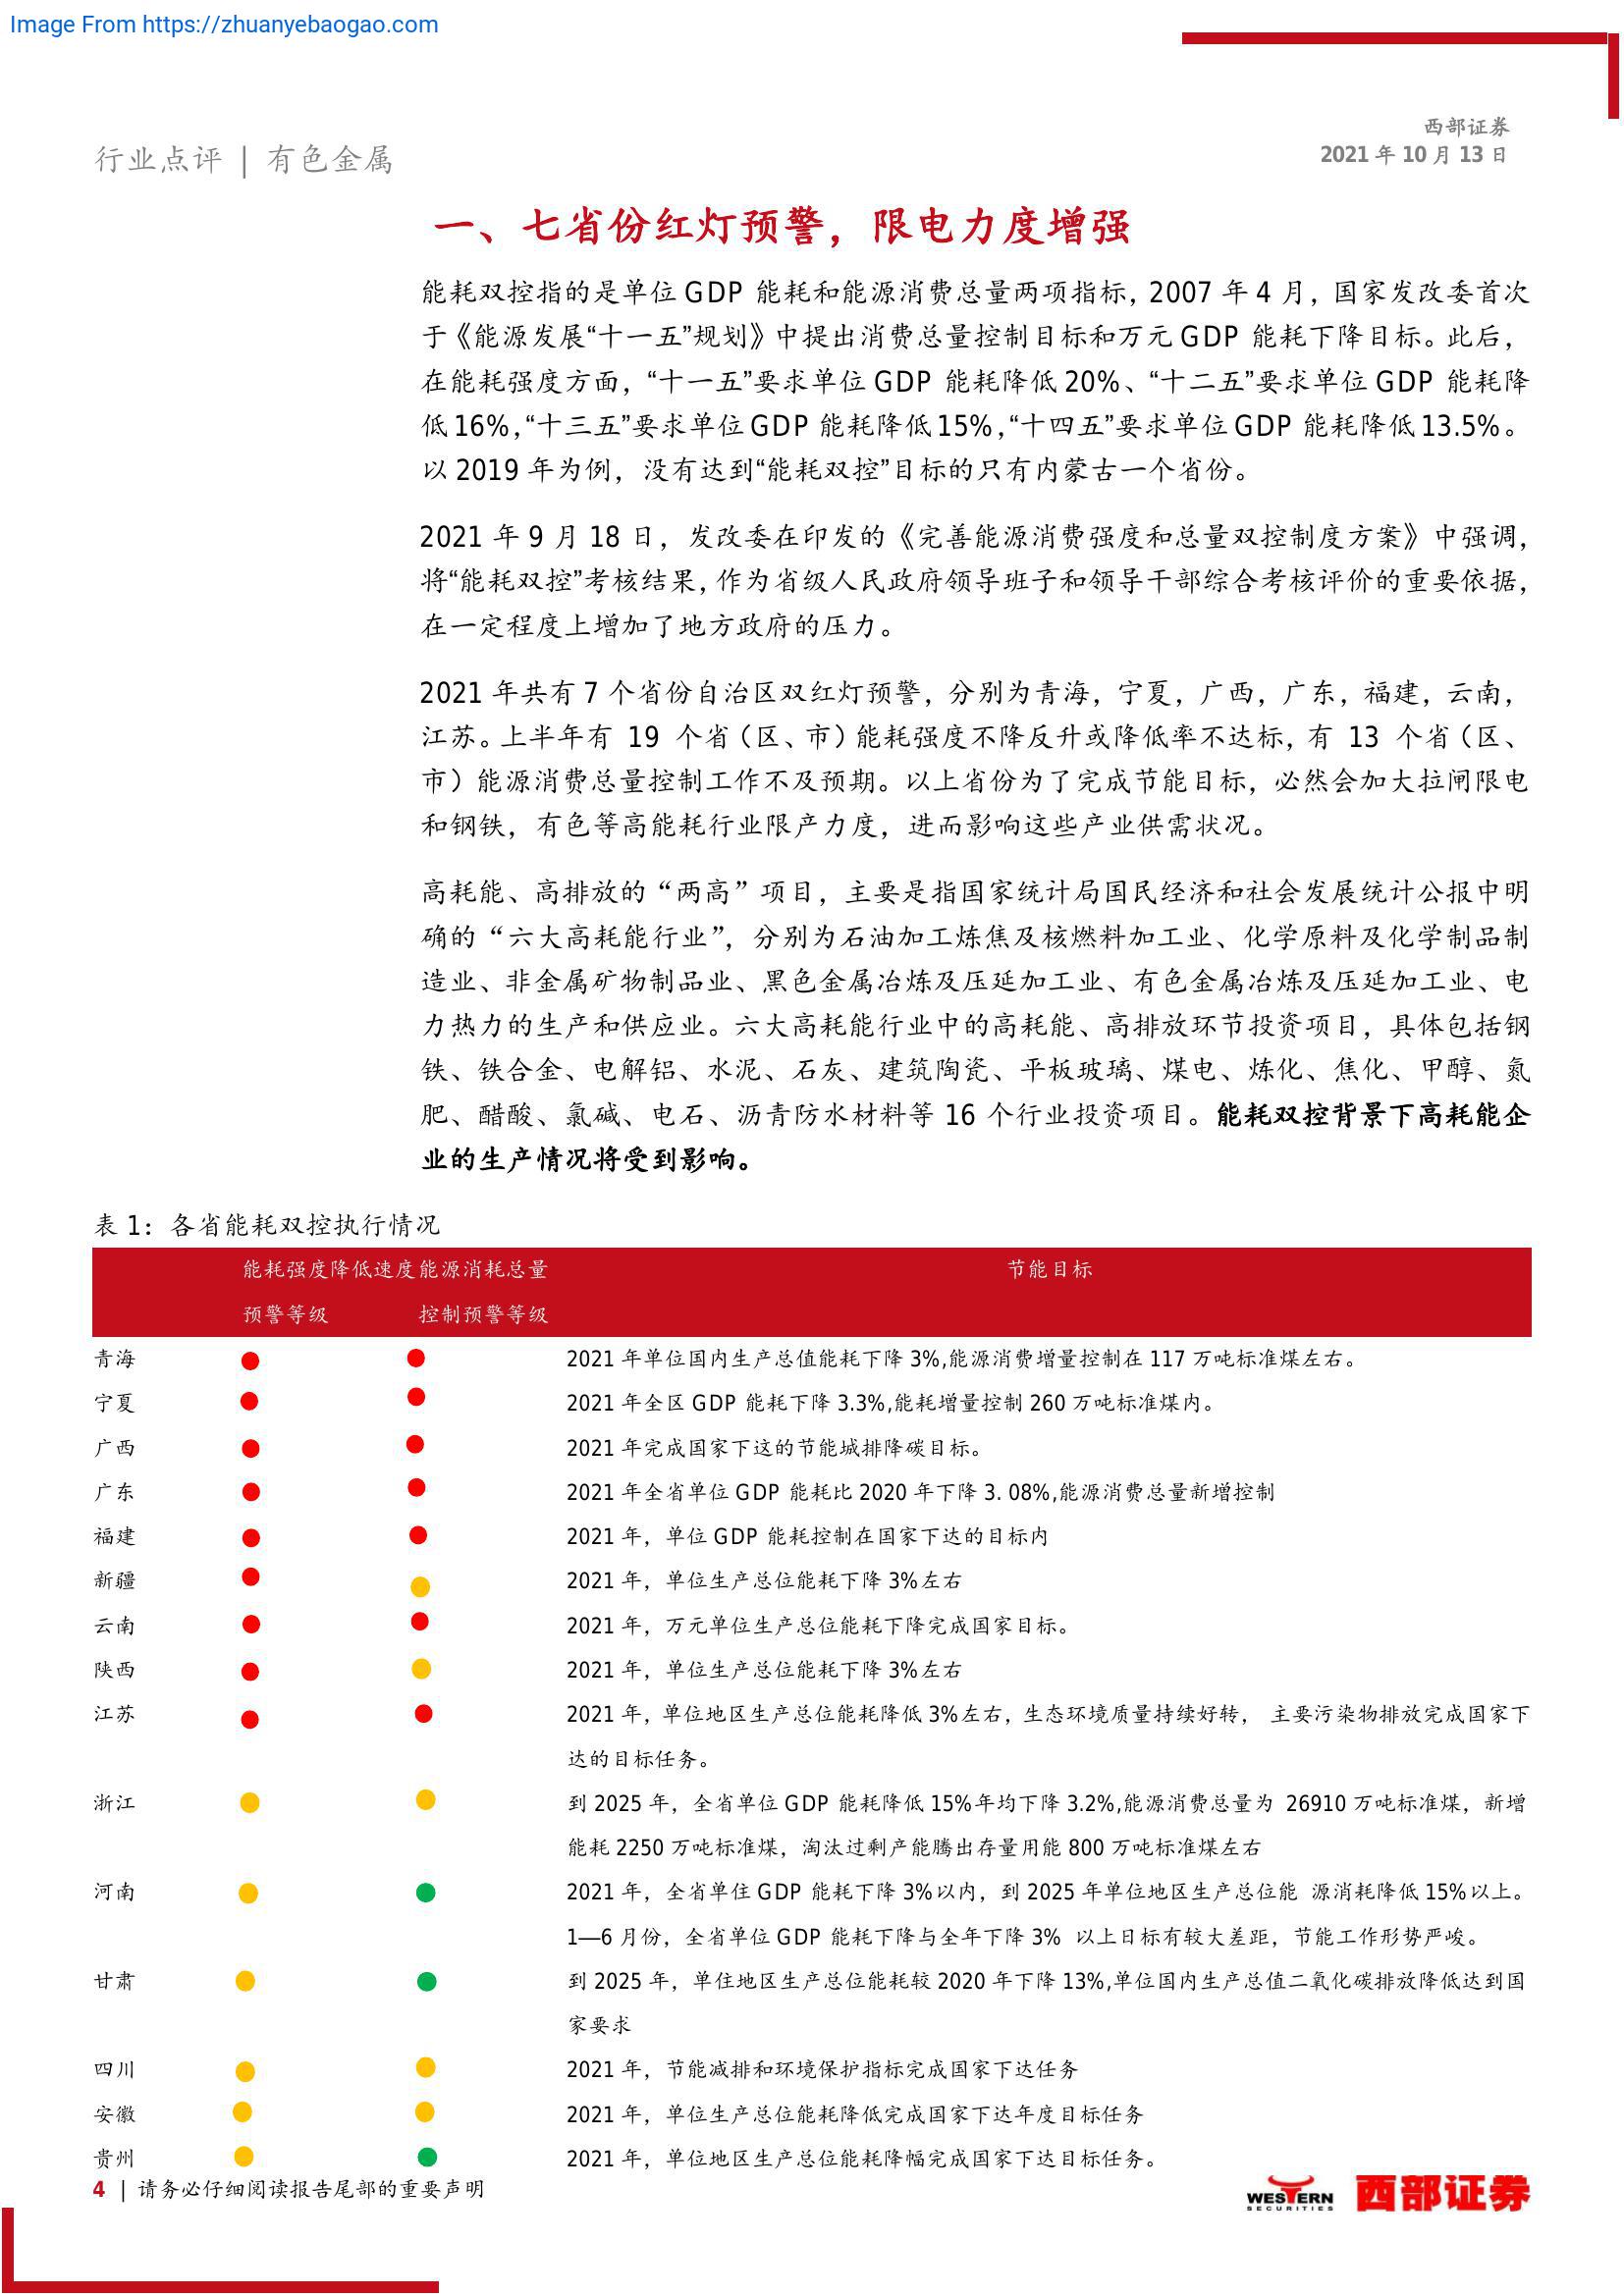 Image From https://zhuanyebaogao.com
西部证券
2021 年 10 月 13 日
行业点评 | 有色金属
一、七省份红灯预警，限电力度增强
能耗双控指的是单位 GDP 能耗和能源消费总量两项指标，2007 年 4 月，国家发改委首次
于《能源发展“十一五”规划》中提出消费总量控制目标和万元 GDP 能耗下降目标。此后，
在能耗强度方面，“十一五”要求单位 GDP 能耗降低 20%、“十二五”要求单位 GDP 能耗降
低 16%，“十三五”要求单位 GDP 能耗降低 15%，“十四五”要求单位 GDP 能耗降低 13.5%。
以 2019 年为例，没有达到“能耗双控”目标的只有内蒙古一个省份。
2021 年 9 月 18 日，发改委在印发的《完善能源消费强度和总量双控制度方案》中强调，
将“能耗双控”考核结果，作为省级人民政府领导班子和领导干部综合考核评价的重要依据，
在一定程度上增加了地方政府的压力。
2021 年共有 7 个省份自治区双红灯预警，分别为青海，宁夏，广西，广东，福建，云南，
江苏。上半年有 19 个省（区、市）能耗强度不降反升或降低率不达标，有 13 个省（区、
市）能源消费总量控制工作不及预期。以上省份为了完成节能目标，必然会加大拉闸限电
和钢铁，有色等高能耗行业限产力度，进而影响这些产业供需状况。
高耗能、高排放的“两高”项目，主要是指国家统计局国民经济和社会发展统计公报中明
确的“六大高耗能行业”，分别为石油加工炼焦及核燃料加工业、化学原料及化学制品制
造业、非金属矿物制品业、黑色金属冶炼及压延加工业、有色金属冶炼及压延加工业、电
力热力的生产和供应业。六大高耗能行业中的高耗能、高排放环节投资项目，具体包括钢
铁、铁合金、电解铝、水泥、石灰、建筑陶瓷、平板玻璃、煤电、炼化、焦化、甲醇、氮
肥、醋酸、氯碱、电石、沥青防水材料等 16 个行业投资项目。能耗双控背景下高耗能企
业的生产情况将受到影响。
表 1：各省能耗双控执行情况
能耗强度降低速度 能源消耗总量 节能目标
预警等级 控制预警等级
青海 2021 年单位国内生产总值能耗下降 3%,能源消费增量控制在 117 万吨标准煤左右。
宁夏 2021 年全区 GDP 能耗下降 3.3%,能耗增量控制 260 万吨标准煤内。
广西 2021 年完成国家下这的节能城排降碳目标。
广东 2021 年全省单位 GDP 能耗比 2020 年下降 3. 08%,能源消费总量新增控制
福建 2021 年，单位 GDP 能耗控制在国家下达的目标内
新疆 2021 年，单位生产总位能耗下降 3%左右
云南 2021 年，万元单位生产总位能耗下降完成国家目标。
陕西 2021 年，单位生产总位能耗下降 3%左右
江苏 2021 年，单位地区生产总位能耗降低 3%左右，生态环境质量持续好转， 主要污染物排放完成国家下
达的目标任务。
浙江 到 2025 年，全省单位 GDP 能耗降低 15%年均下降 3.2%,能源消费总量为 26910 万吨标准煤，新增
能耗 2250 万吨标准煤，淘汰过剩产能腾出存量用能 800 万吨标准煤左右
河南 2021 年，全省单住 GDP 能耗下降 3%以内，到 2025 年单位地区生产总位能 源消耗降低 15%以上。
1—6 月份，全省单位 GDP 能耗下降与全年下降 3% 以上日标有较大差距，节能工作形势严峻。
甘肃 到 2025 年，单住地区生产总位能耗较 2020 年下降 13%,单位国内生产总值二氧化碳排放降低达到国
家要求
四川 2021 年，节能减排和环境保护指标完成国家下达任务
安徽 2021 年，单位生产总位能耗降低完成国家下达年度目标任务
贵州 2021 年，单位地区生产总位能耗降幅完成国家下达目标任务。
4 | 请务必仔细阅读报告尾部的重要声明
WESTERN
SECURITIES
西部证券